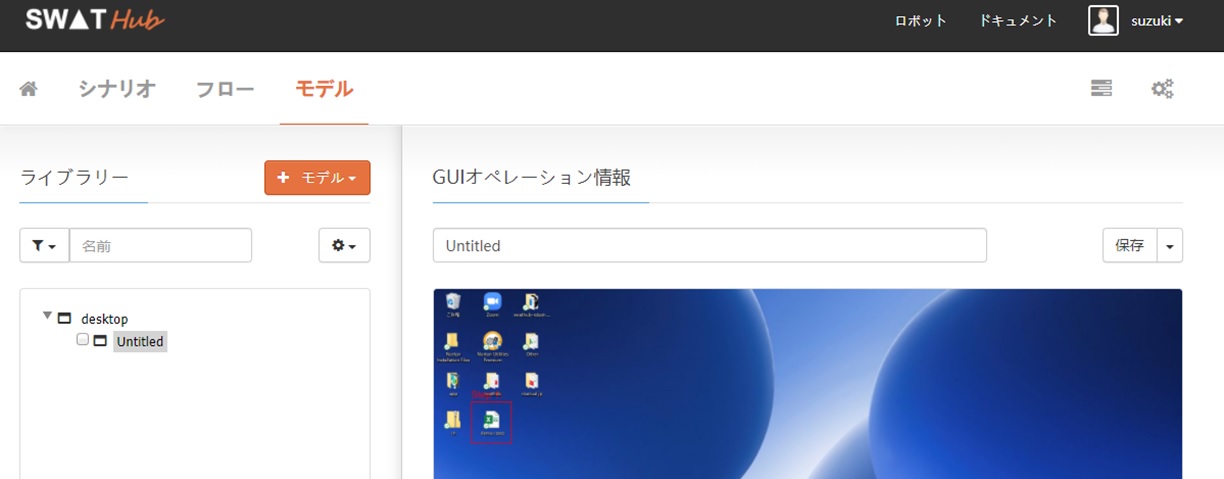 SWAT Hub
ロボット ドキュメント suzuki
シナリオ フロー モデル
ライブラリー
+ モデル
GUIオペレーション情報
名前
Untitled
保存
desktop
Untitled
Zoom
Other